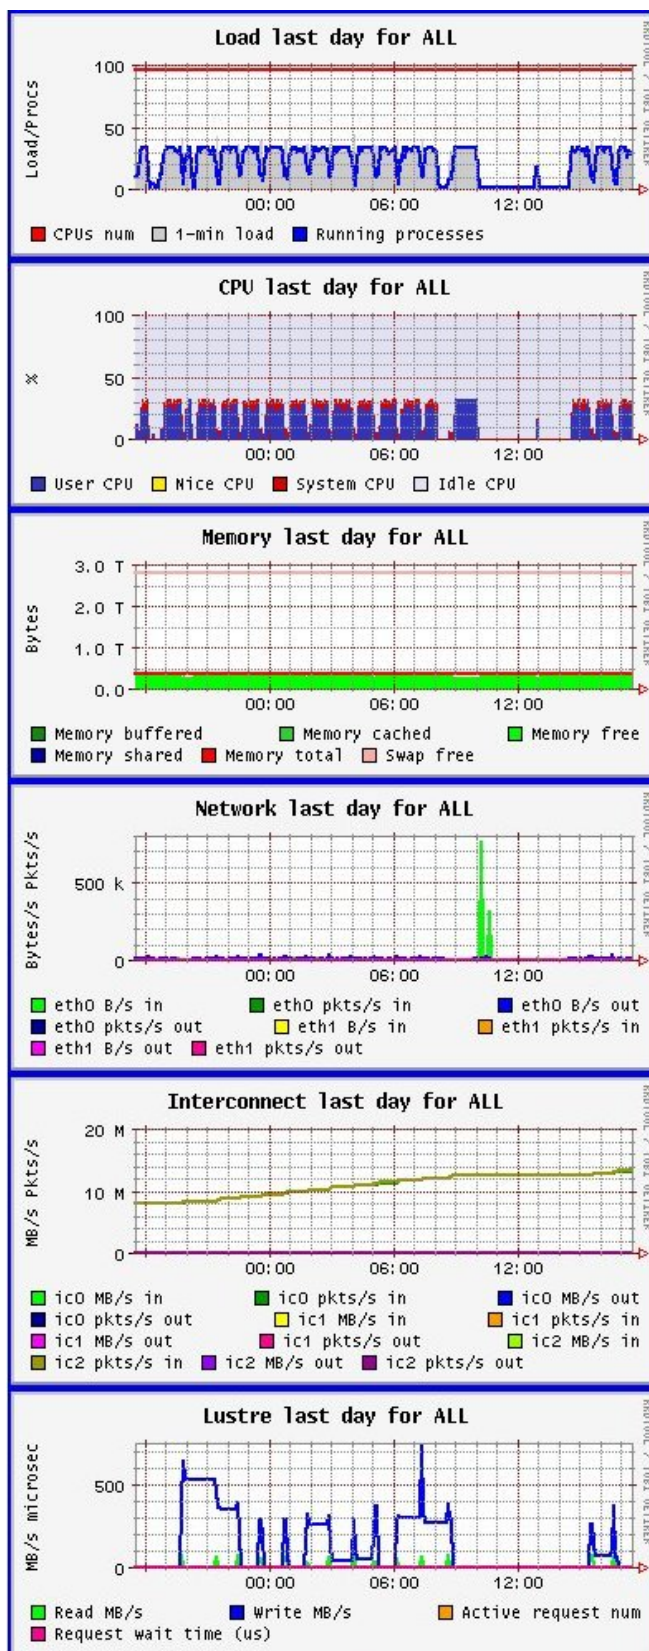 Load last day for ALL
Load/Procs
100
50
0
00:00 06:00 12:00
CPUs num 1-min load Running processes
CPU last day for ALL
%
100
50
0
00:00 06:00 12:00
User CPU Nice CPU System CPU Idle CPU
Memory last day for ALL
Bytes
3.0 T
2.0 T
1.0 T
0.0
00:00 06:00 12:00
Memory buffered Memory cached Memory free
Memory shared Memory total Swap free
Network last day for ALL
Bytes/s Pkts/s
500 k
0
00:00 06:00 12:00
eth0 B/s in eth0 pkts/s in eth0 B/s out
eth0 pkts/s out eth1 B/s in eth1 pkts/s in
eth1 B/s out eth1 pkts/s out
Interconnect last day for ALL
MB/s Pkts/s
20 M
10 M
0
00:00 06:00 12:00
ic0 MB/s in ic0 pkts/s in ic0 MB/s out
ic0 pkts/s out ic1 MB/s in ic1 pkts/s in
ic1 MB/s out ic1 pkts/s out ic2 MB/s in
ic2 pkts/s in ic2 MB/s out ic2 pkts/s out
Lustre last day for ALL
MB/s microsec
500
0
00:00 06:00 12:00
Read MB/s Write MB/s Active request num
Request wait time (us)